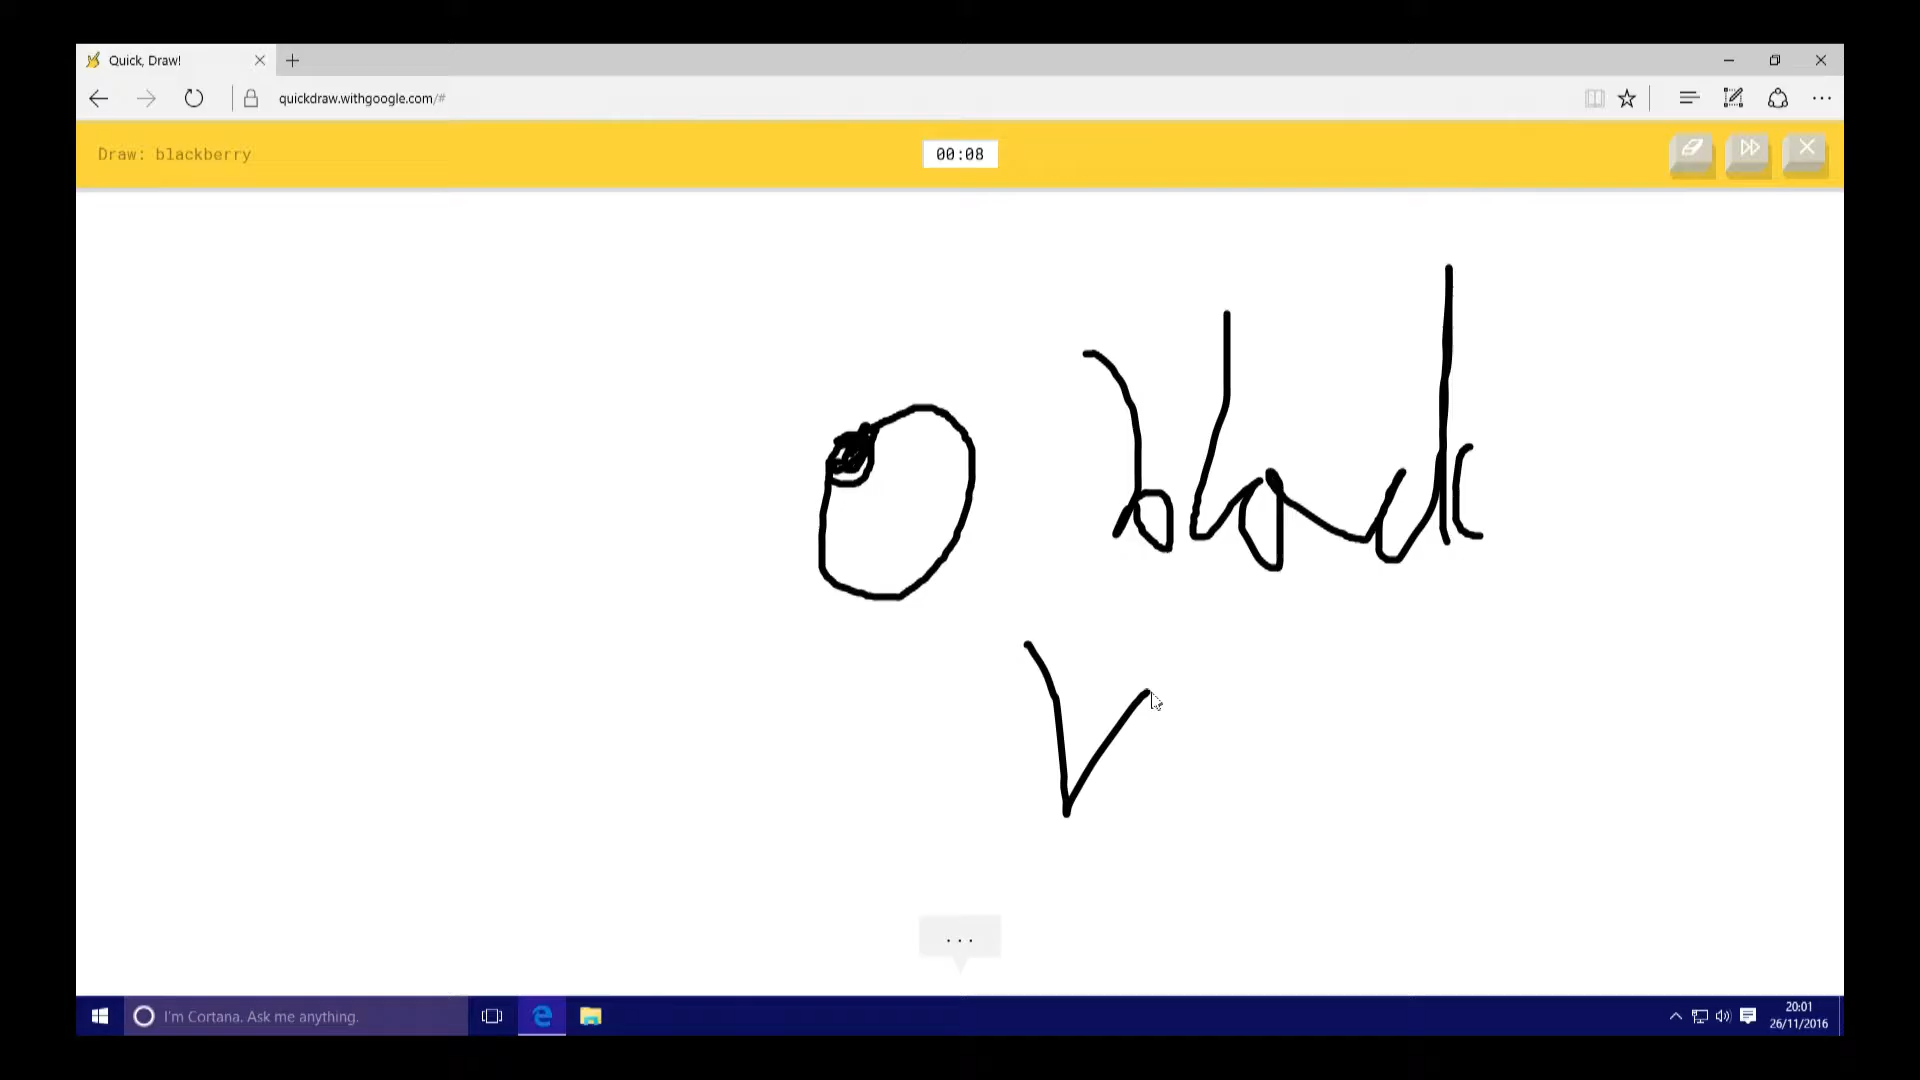 Quick, Draw!
quickdraw.withgoogle.com/#
Draw: blackberry
00:08
black
...
I'm Cortana. Ask me anything.
20:01
26/11/2016